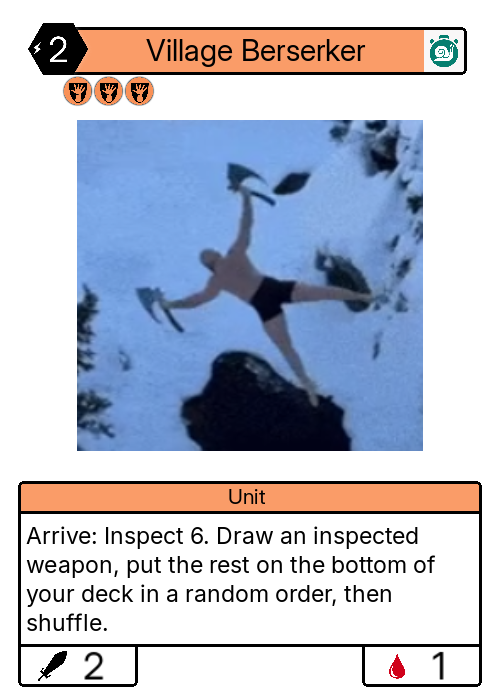 2 Village Berserker
Unit
Arrive: Inspect 6. Draw an inspected
weapon, put the rest on the bottom of
your deck in a random order, then
shuffle.
2 1